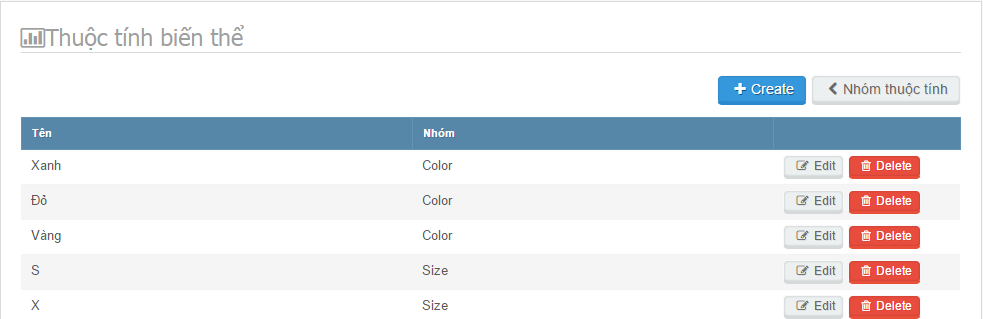 Thuộc tính biến thể
Create Nhóm thuộc tính
Tên Nhóm
Xanh Color Edit Delete
Đỏ Color Edit Delete
Vàng Color Edit Delete
S Size Edit Delete
X Size Edit Delete